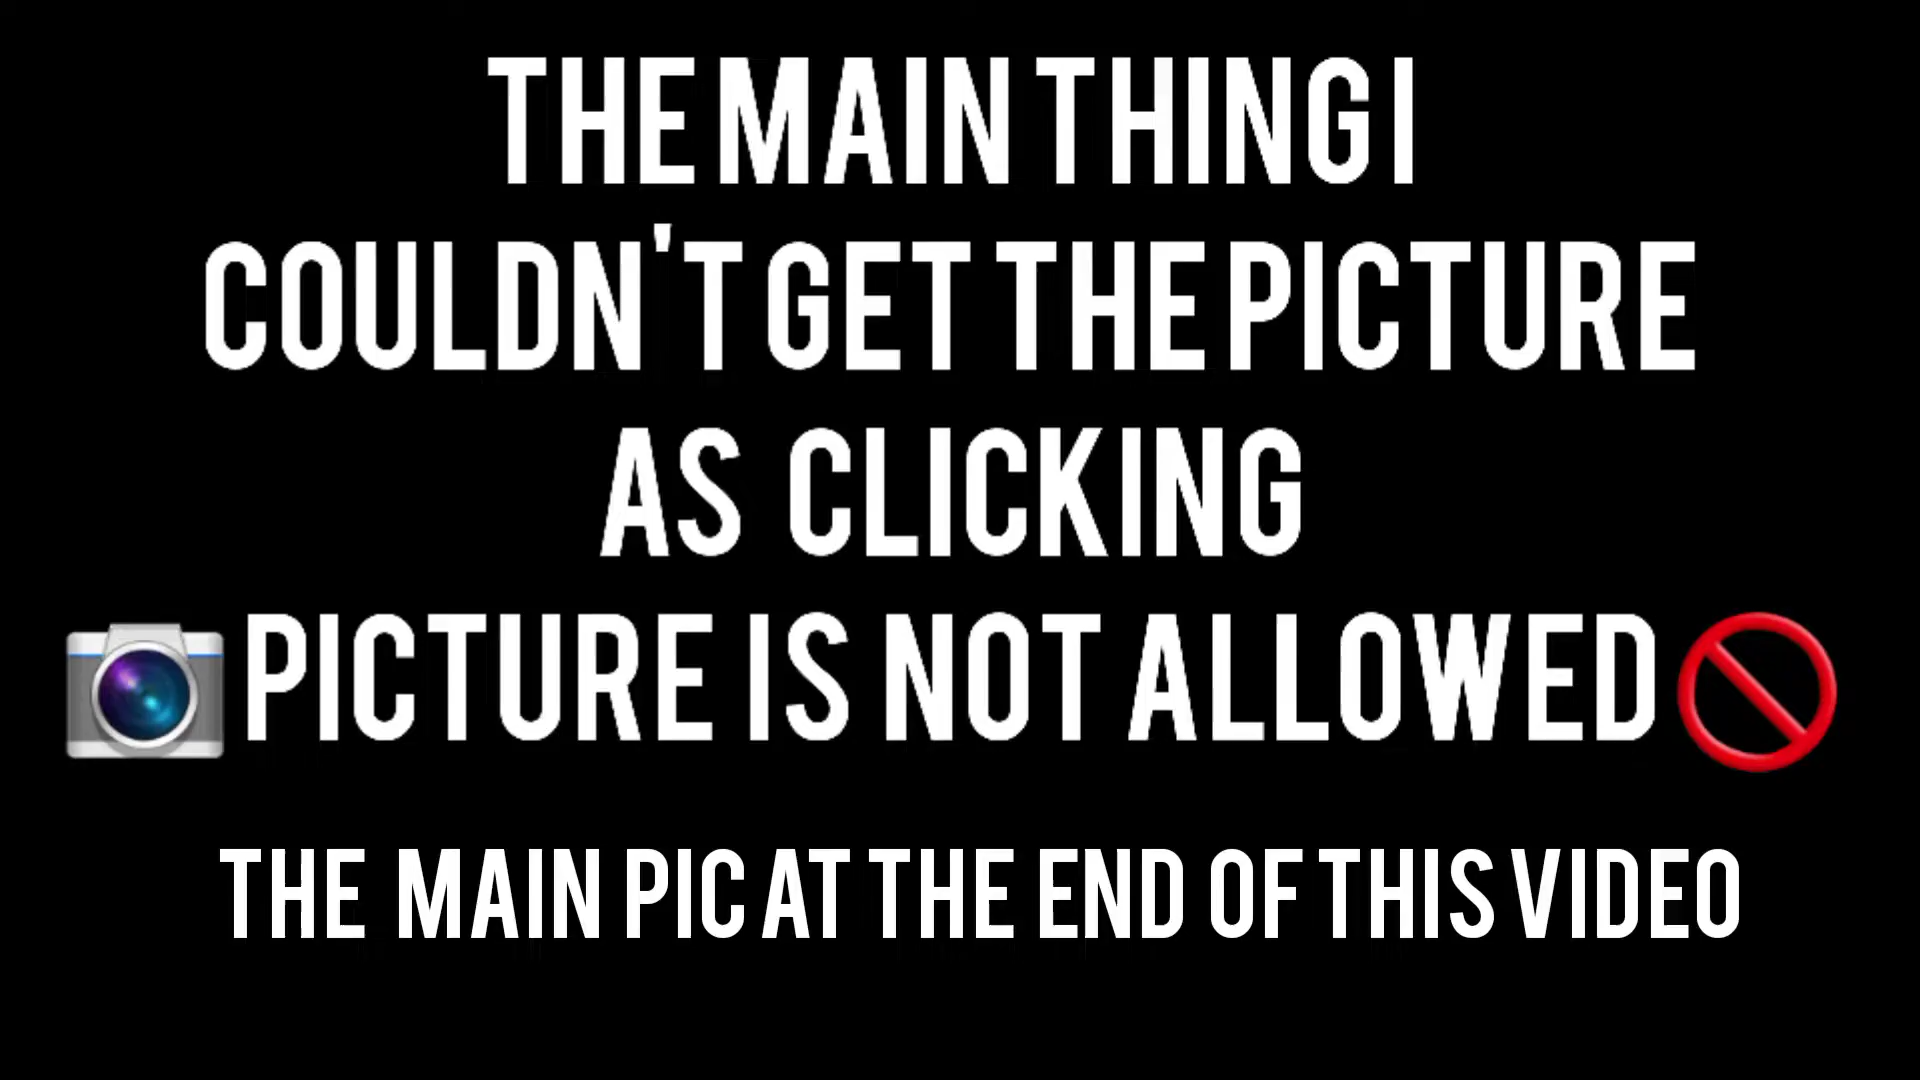 THE MAIN THING I
COULDN'T GET THE PICTURE
AS CLICKING
📷PICTURE IS NOT ALLOWED🚫
THE MAIN PIC AT THE END OF THIS VIDEO